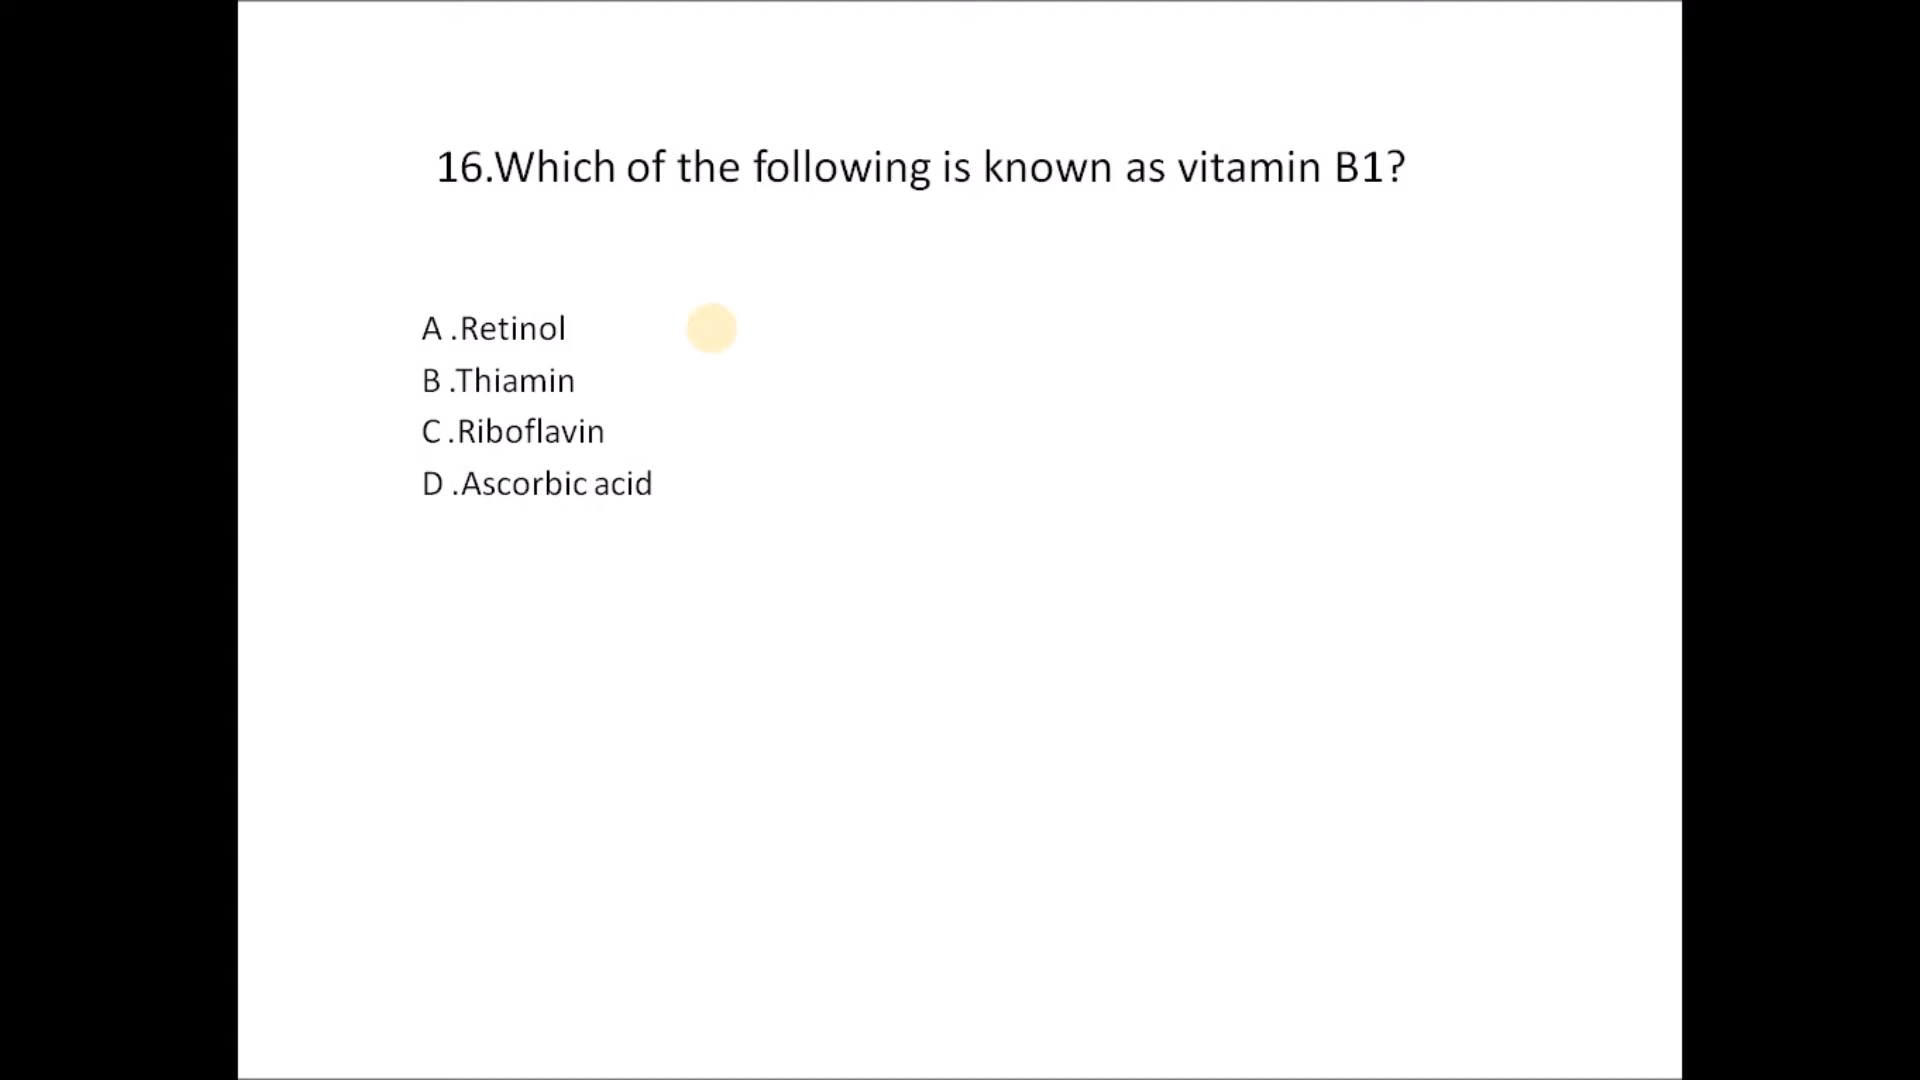 16.Which of the following is known as vitamin B1?
A .Retinol
B .Thiamin
C .Riboflavin
D .Ascorbic acid